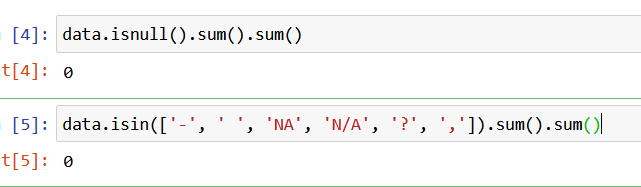 [4]: data.isnull().sum().sum()
t[4]: 0
[5]: data.isin(['-', ' ', 'NA', 'N/A', '?', ',']).sum().sum()
t[5]: 0